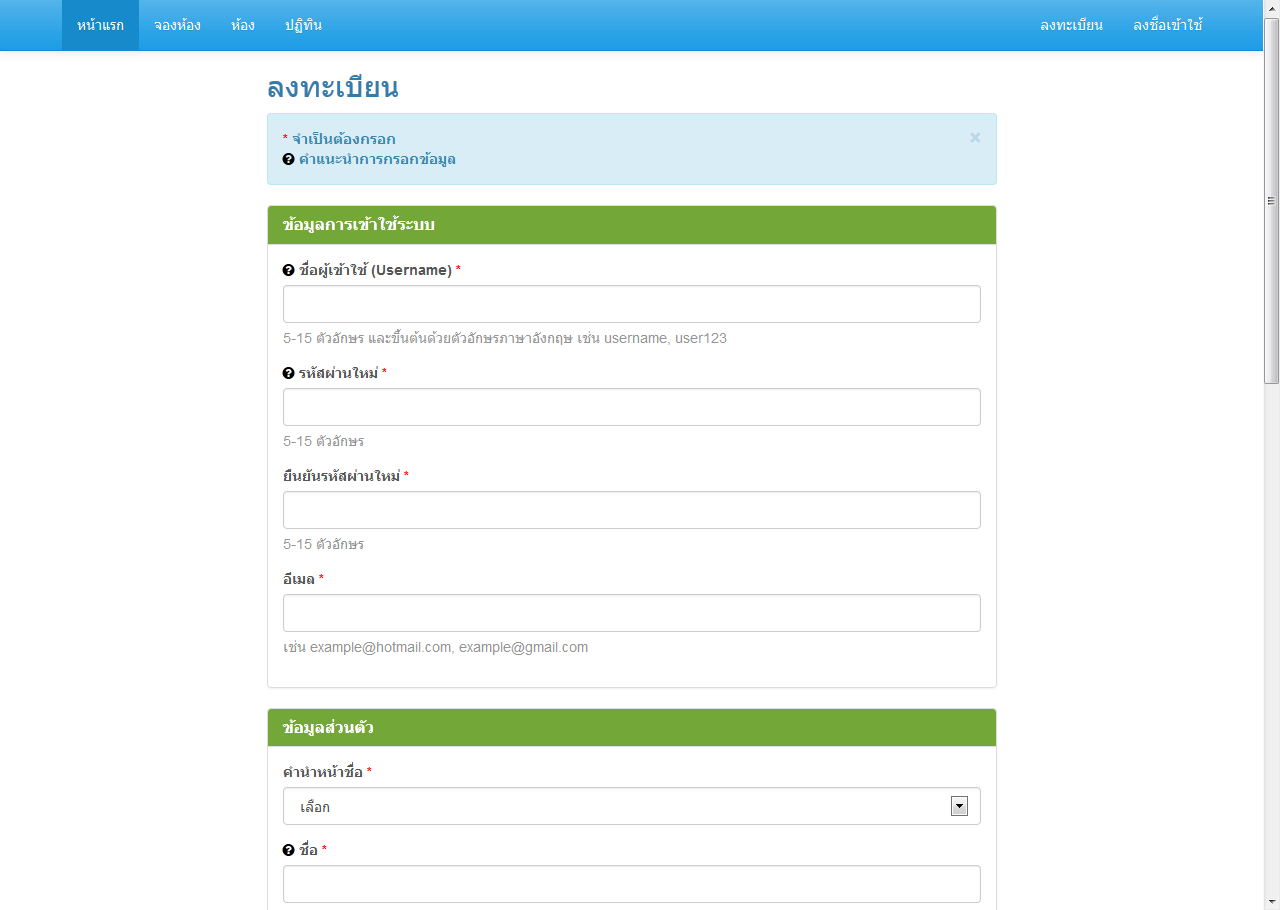 หน้าแรก จองห้อง ห้อง ปฏิทิน ลงทะเบียน ลงชื่อเข้าใช้
ลงทะเบียน
* จำเป็นต้องกรอก ×
? คำแนะนำการกรอกข้อมูล
ข้อมูลการเข้าใช้ระบบ
? ชื่อผู้เข้าใช้ (Username) *
5-15 ตัวอักษร และขึ้นต้นด้วยตัวอักษรภาษาอังกฤษ เช่น username, user123
? รหัสผ่านใหม่ *
5-15 ตัวอักษร
ยืนยันรหัสผ่านใหม่ *
5-15 ตัวอักษร
อีเมล *
เช่น example@hotmail.com, example@gmail.com
ข้อมูลส่วนตัว
คำนำหน้าชื่อ *
เลือก
? ชื่อ *